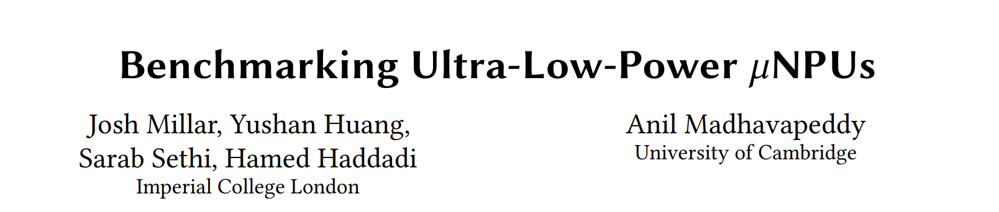 Benchmarking Ultra-Low-Power μNPUs
Josh Millar, Yushan Huang,
Sarab Sethi, Hamed Haddadi
Imperial College London
Anil Madhavapeddy
University of Cambridge